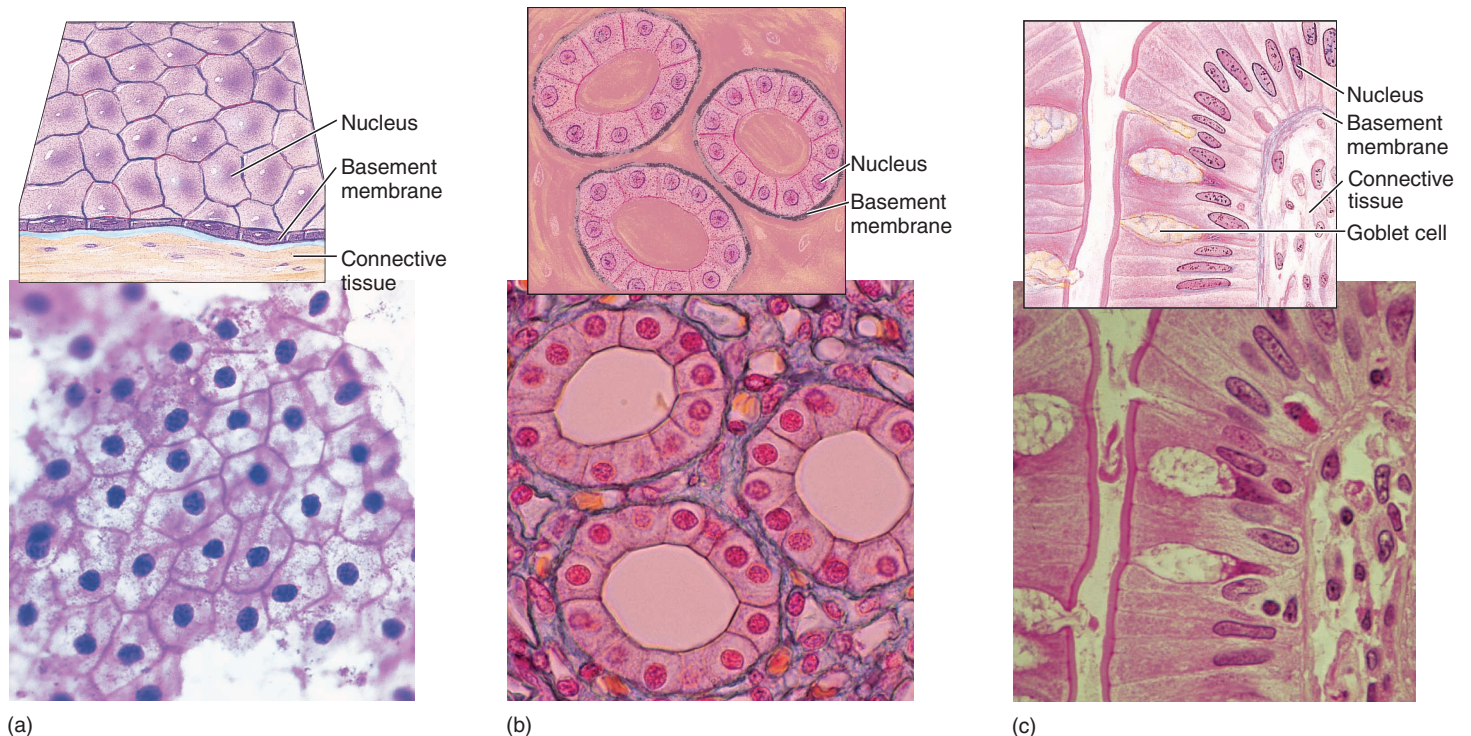 Nucleus
Basement
membrane
Connective
tissue
(a)
Nucleus
Basement
membrane
(b)
Nucleus
Basement
membrane
Connective
tissue
Goblet cell
(c)